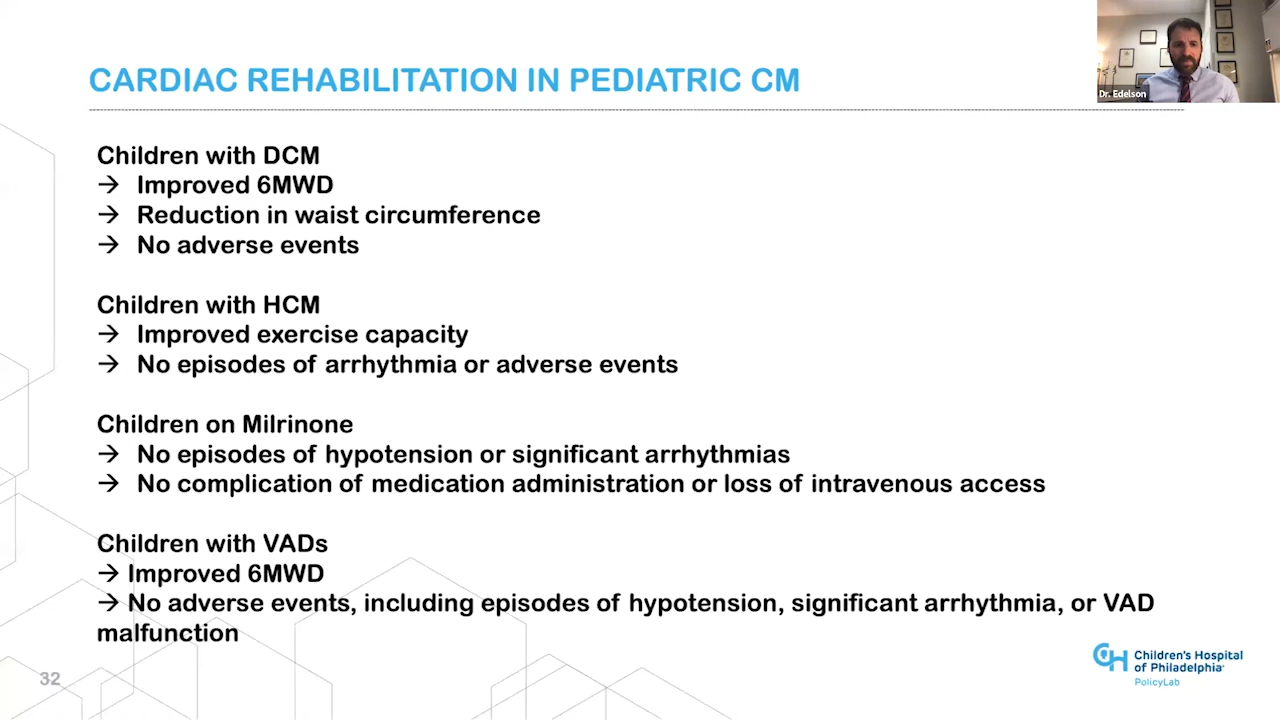 CARDIAC REHABILITATION IN PEDIATRIC CM
Dr. Edelson
Children with DCM
→ Improved 6MWD
→ Reduction in waist circumference
→ No adverse events
Children with HCM
→ Improved exercise capacity
→ No episodes of arrhythmia or adverse events
Children on Milrinone
→ No episodes of hypotension or significant arrhythmias
→ No complication of medication administration or loss of intravenous access
Children with VADs
→ Improved 6MWD
→ No adverse events, including episodes of hypotension, significant arrhythmia, or VAD
malfunction
32
CH Children's Hospital
of Philadelphia
PolicyLab